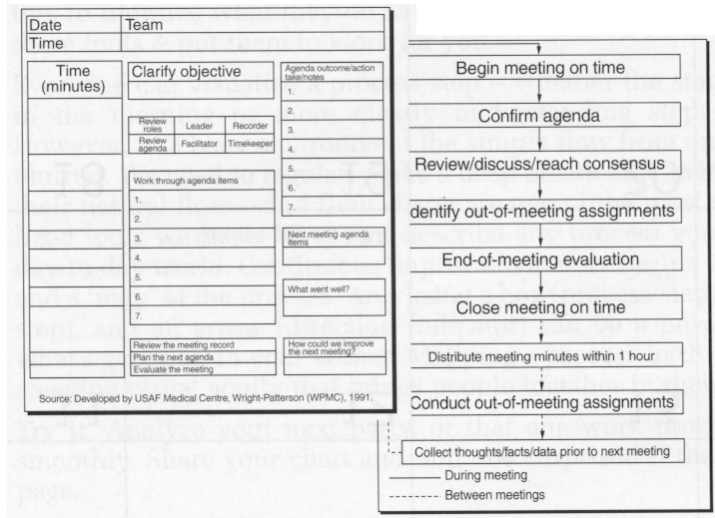 Date
Team
Time
Time
(minutes)
Clarify objective
Review
roles
Leader
Recorder
Review
agenda
Facilitator
Timekeeper
Work through agenda items
1.
2.
3.
4.
5.
6.
7.
Review the meeting record
Plan the next agenda
Evaluate the meeting
Agenda outcome/action
take/notes
1.
2.
3.
4.
5.
6.
7.
Next meeting agenda
items
What went well?
How could we improve
the next meeting?
Source: Developed by USAF Medical Centre, Wright-Patterson (WPMC), 1991.
Begin meeting on time
Confirm agenda
Review/discuss/reach consensus
dentify out-of-meeting assignments
End-of-meeting evaluation
Close meeting on time
Distribute meeting minutes within 1 hour
Conduct out-of-meeting assignments
Collect thoughts/facts/data prior to next meeting
During meeting
Between meetings